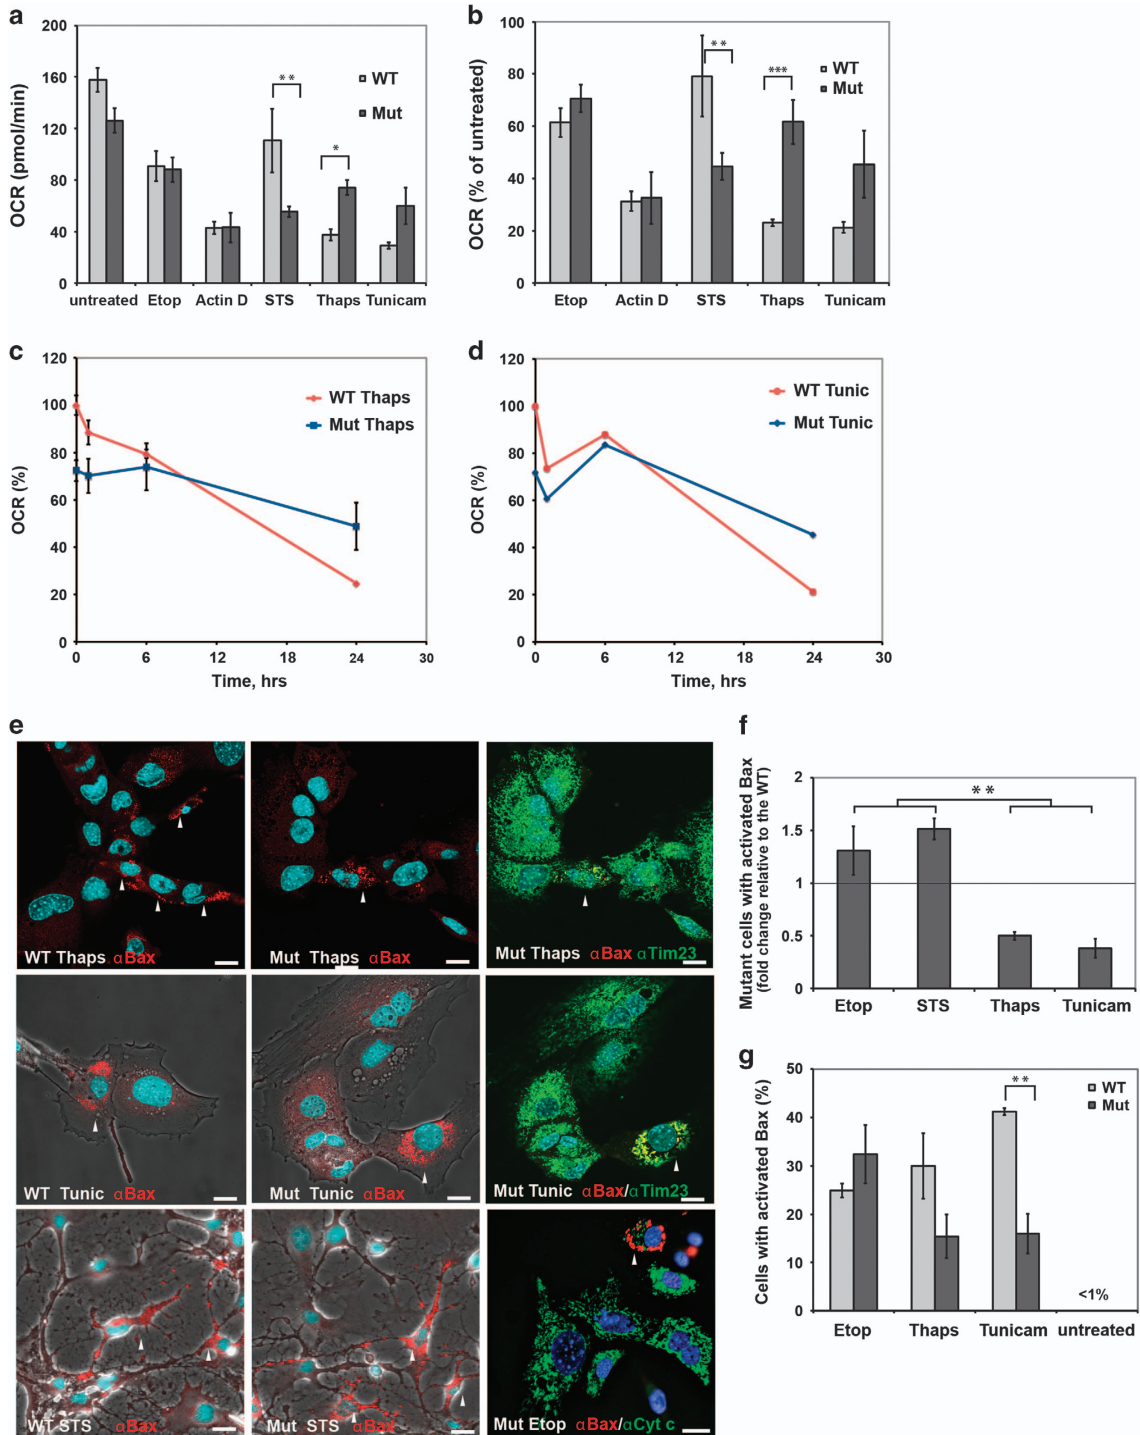 a
OCR (pmol/min)
200
160
120
80
40
0
**
*
WT
Mut
untreated Etop Actin D STS Thaps Tunicam
b
OCR (% of untreated)
100
80
60
40
20
0
**
***
WT
Mut
Etop Actin D STS Thaps Tunicam
c
OCR (%)
120
100
80
60
40
20
0
WT Thaps
Mut Thaps
0 6 12 18 24 30
Time, hrs
d
OCR (%)
120
100
80
60
40
20
0
WT Tunic
Mut Tunic
0 6 12 18 24 30
Time, hrs
e
WT Thaps αBax
Mut Thaps αBax
Mut Thaps αBax αTim23
WT Tunic αBax
Mut Tunic αBax
Mut Tunic αBax/αTim23
WT STS αBax
Mut STS αBax
Mut Etop αBax/αCyt c
f
Mutant cells with activated Bax
(fold change relative to the WT)
2
1.5
1
0.5
0
**
Etop STS Thaps Tunicam
g
Cells with activated Bax (%)
50
40
30
20
10
0
**
WT
Mut
<1%
Etop Thaps Tunicam untreated